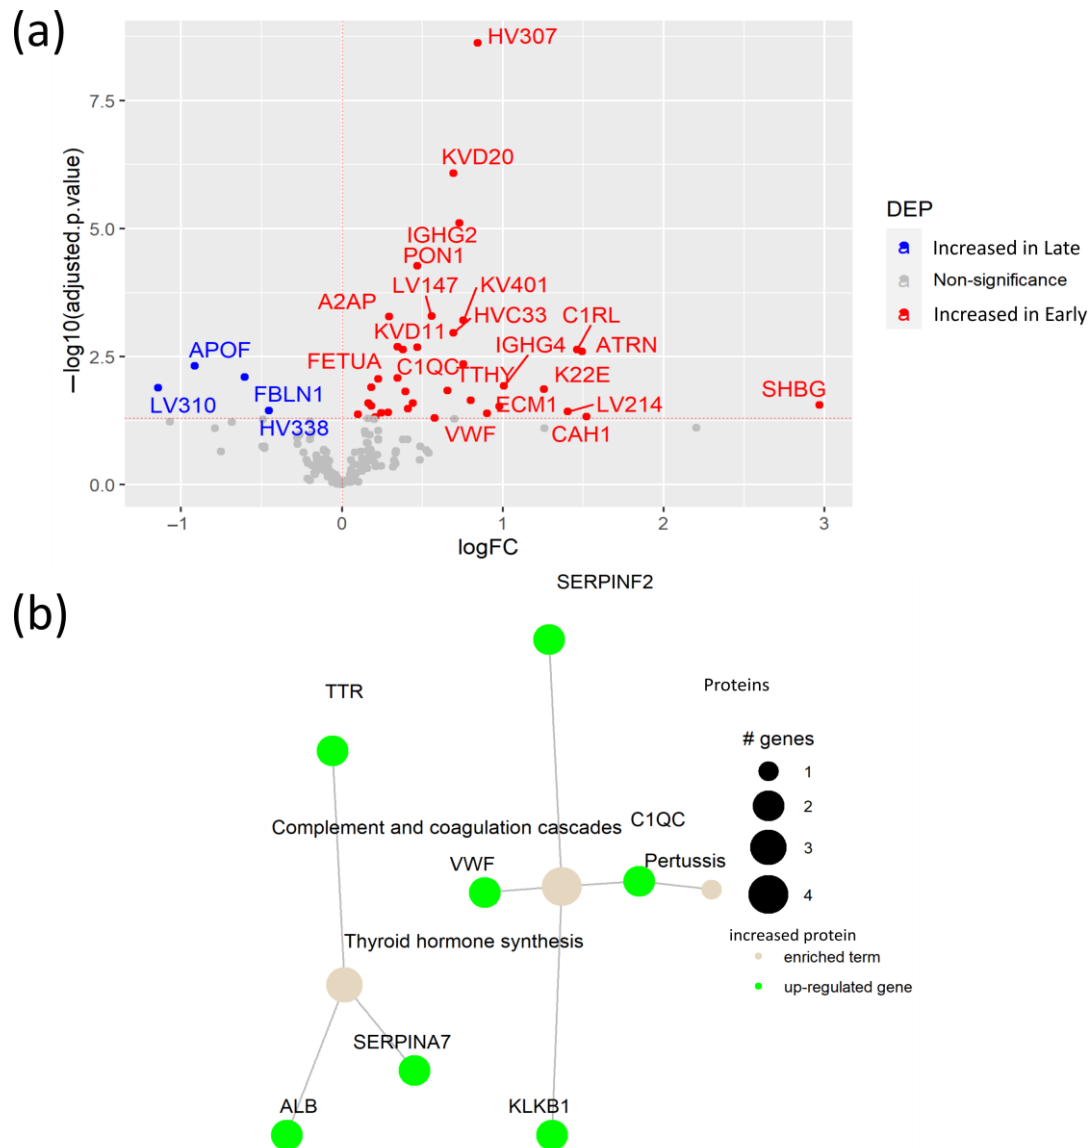 (a)
HV307
7.5
KVD20
5.0
IGHG2
PON1
LV147
KV401
A2AP
HVC33
C1RL
KVD11
IGHG4
ATRN
2.5
APOF
FETUA
C1QC
TTHY
K22E
SHBG
LV310
FBLN1
ECM1
LV214
HV338
VWF
CAH1
0.0
−log10(adjusted.p.value)
−1
0
1
2
3
logFC
DEP
a Increased in Late
a Non-significance
a Increased in Early
(b)
SERPINF2
TTR
Proteins
# genes
1
2
3
4
Complement and coagulation cascades
C1QC
VWF
Pertussis
Thyroid hormone synthesis
increased protein
enriched term
up-regulated gene
SERPINA7
ALB
KLKB1